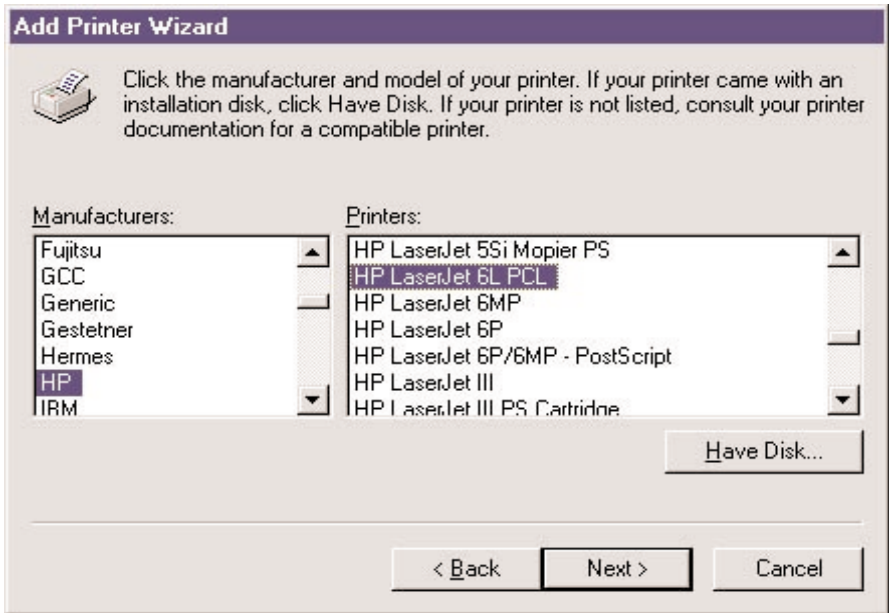 Add Printer Wizard
Click the manufacturer and model of your printer. If your printer came with an
installation disk, click Have Disk. If your printer is not listed, consult your printer
documentation for a compatible printer.
Manufacturers:
Fujitsu
GCC
Generic
Gestetner
Hermes
HP
IBM
Printers:
HP LaserJet 5Si Mopier PS
HP LaserJet 6L PCL
HP LaserJet 6MP
HP LaserJet 6P
HP LaserJet 6P/6MP - PostScript
HP LaserJet III
HP LaserJet III PS Cartridge
Have Disk...
< Back
Next >
Cancel